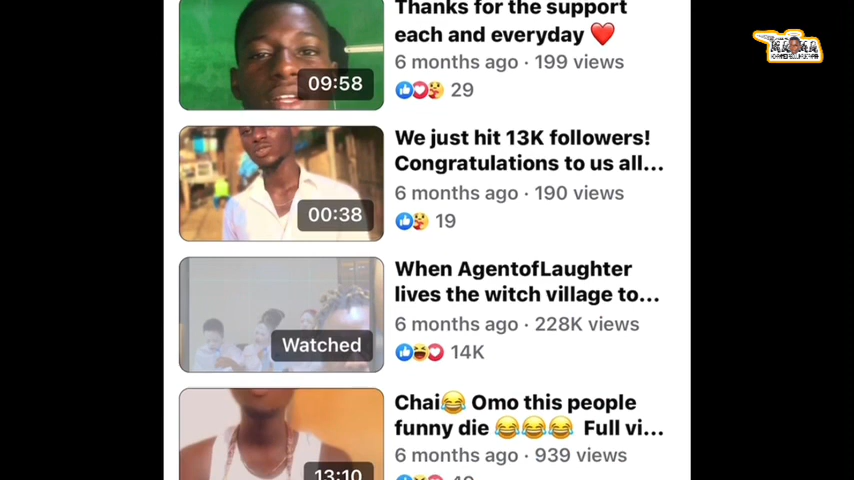 Thanks for the support
each and everyday ❤️
6 months ago · 199 views
29
09:58
We just hit 13K followers!
Congratulations to us all...
6 months ago · 190 views
19
00:38
When AgentofLaughter
lives the witch village to...
6 months ago · 228K views
14K
Watched
Chai😂 Omo this people
funny die 😂😂😂 Full vi...
6 months ago · 939 views
13:10